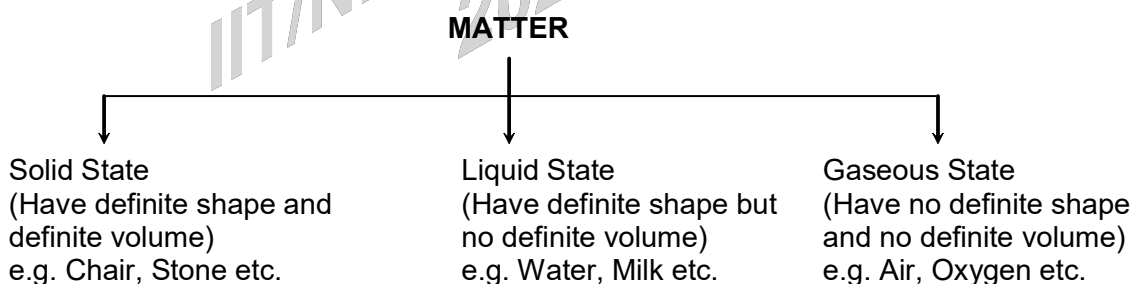 MATTER
Solid State
(Have definite shape and
definite volume)
e.g. Chair, Stone etc.
Liquid State
(Have definite shape but
no definite volume)
e.g. Water, Milk etc.
Gaseous State
(Have no definite shape
and no definite volume)
e.g. Air, Oxygen etc.